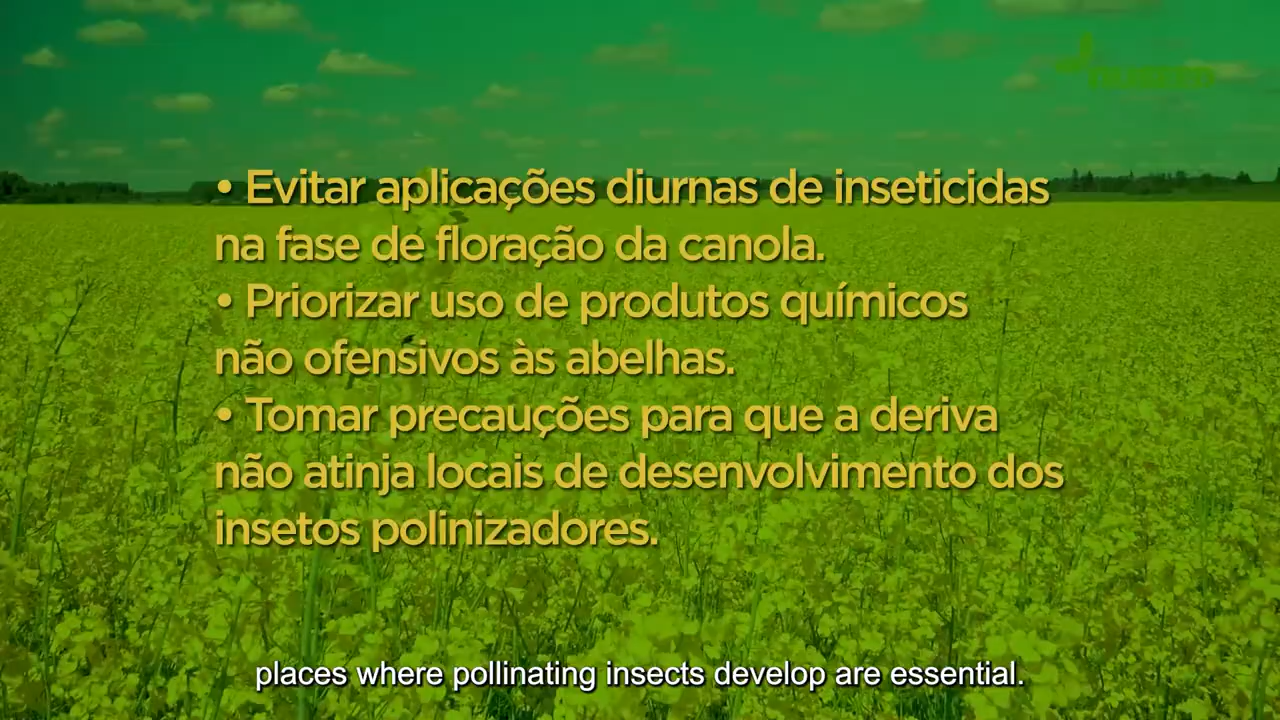 nuseed
• Evitar aplicações diurnas de inseticidas
na fase de floração da canola.
• Priorizar uso de produtos químicos
não ofensivos às abelhas.
• Tomar precauções para que a deriva
não atinja locais de desenvolvimento dos
insetos polinizadores.
places where pollinating insects develop are essential.